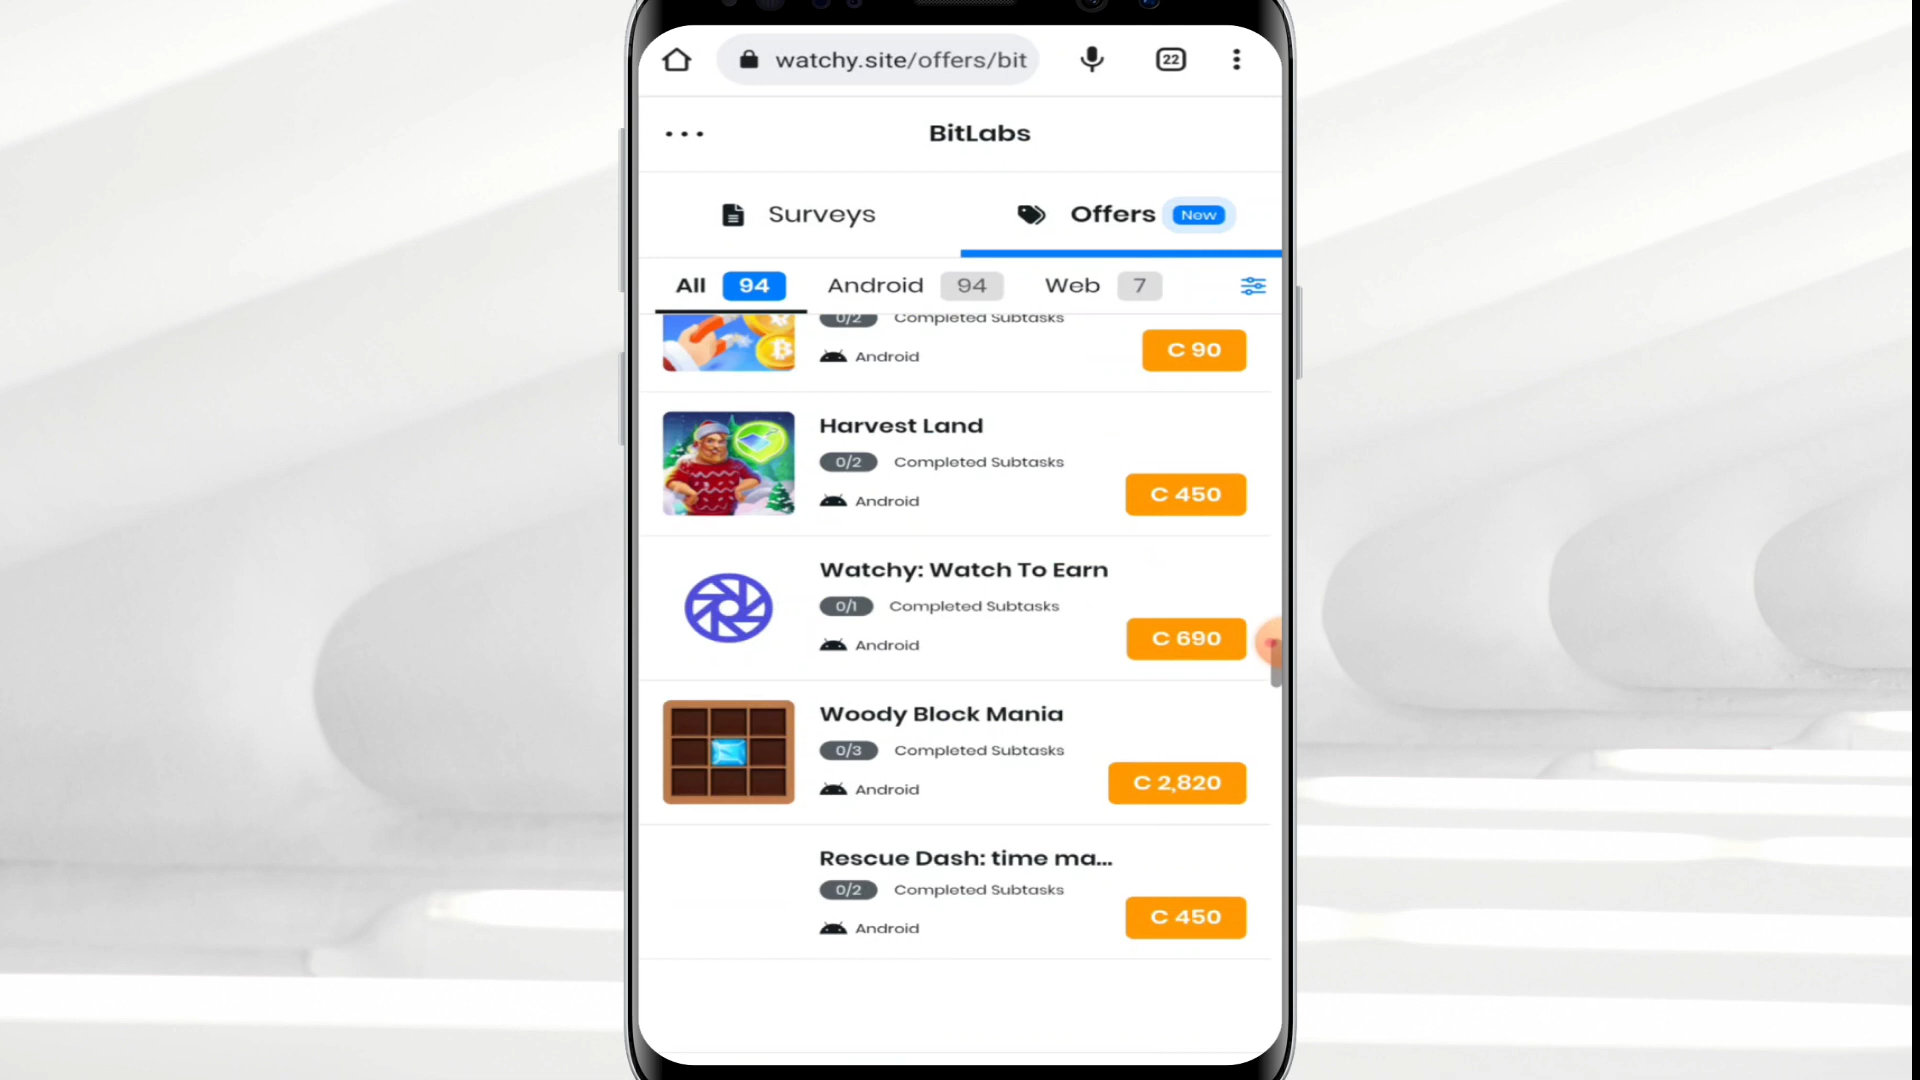 watchy.site/offers/bit
22
BitLabs
Surveys
Offers New
All 94 Android 94 Web 7
0/2 Completed Subtasks
Android
C 90
Harvest Land
0/2 Completed Subtasks
Android
C 450
Watchy: Watch To Earn
0/1 Completed Subtasks
Android
C 690
Woody Block Mania
0/3 Completed Subtasks
Android
C 2,820
Rescue Dash: time ma...
0/2 Completed Subtasks
Android
C 450